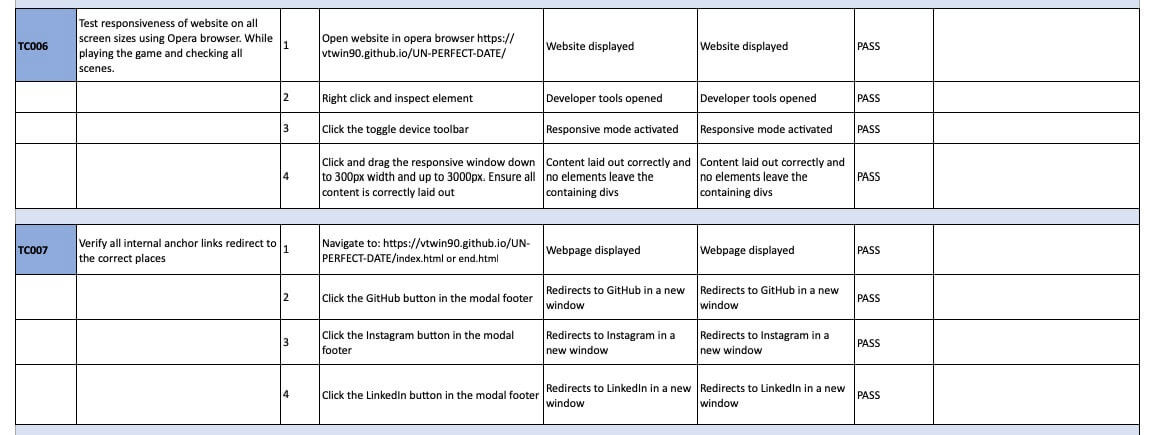 TC006
Test responsiveness of website on all
screen sizes using Opera browser. While
playing the game and checking all
scenes.
1
Open website in opera browser https://
vtwin90.github.io/UN-PERFECT-DATE/
Website displayed
Website displayed
PASS
2
Right click and inspect element
Developer tools opened
Developer tools opened
PASS
3
Click the toggle device toolbar
Responsive mode activated
Responsive mode activated
PASS
4
Click and drag the responsive window down
to 300px width and up to 3000px. Ensure all
content is correctly laid out
Content laid out correctly and
no elements leave the
containing divs
Content laid out correctly and
no elements leave the
containing divs
PASS
TC007
Verify all internal anchor links redirect to
the correct places
1
Navigate to: https://vtwin90.github.io/UN-
PERFECT-DATE/index.html or end.html
Webpage displayed
Webpage displayed
PASS
2
Click the GitHub button in the modal footer
Redirects to GitHub in a new
window
Redirects to GitHub in a new
window
PASS
3
Click the Instagram button in the modal
footer
Redirects to Instagram in a
new window
Redirects to Instagram in a
new window
PASS
4
Click the LinkedIn button in the modal footer
Redirects to LinkedIn in a new
window
Redirects to LinkedIn in a new
window
PASS